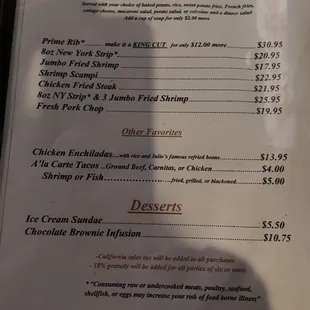 Served with your choice of baked potato, rice, sweet potato fries, French fries,
cottage cheese, macaroni salad, potato salad, or coleslaw and a dinner salad
Add a cup of soup for only $2.00 more
Prime Rib* ......... make it a KING CUT for only $12.00 more......... $30.95
8oz New York Strip*......... $20.95
Jumbo Fried Shrimp ......... $17.95
Shrimp Scampi ......... $22.95
Chicken Fried Steak ......... $21.95
8oz NY Strip* & 3 Jumbo Fried Shrimp......... $25.95
Fresh Pork Chop ......... $19.95
Other Favorites
Chicken Enchiladas...with rice and Julie's famous refried beans......... $13.95
A'la Carte Tacos ...Ground Beef, Carnitas, or Chicken ......... $4.00
Shrimp or Fish ......... fried, grilled, or blackened......... $5.00
Desserts
Ice Cream Sundae ......... $5.50
Chocolate Brownie Infusion ......... $10.75
- California sales tax will be added to all purchases
- 18% gratuity will be added for all parties of six or more
* "Consuming raw or undercooked meats, poultry, seafood,
shellfish, or eggs may increase your risk of food borne illness"